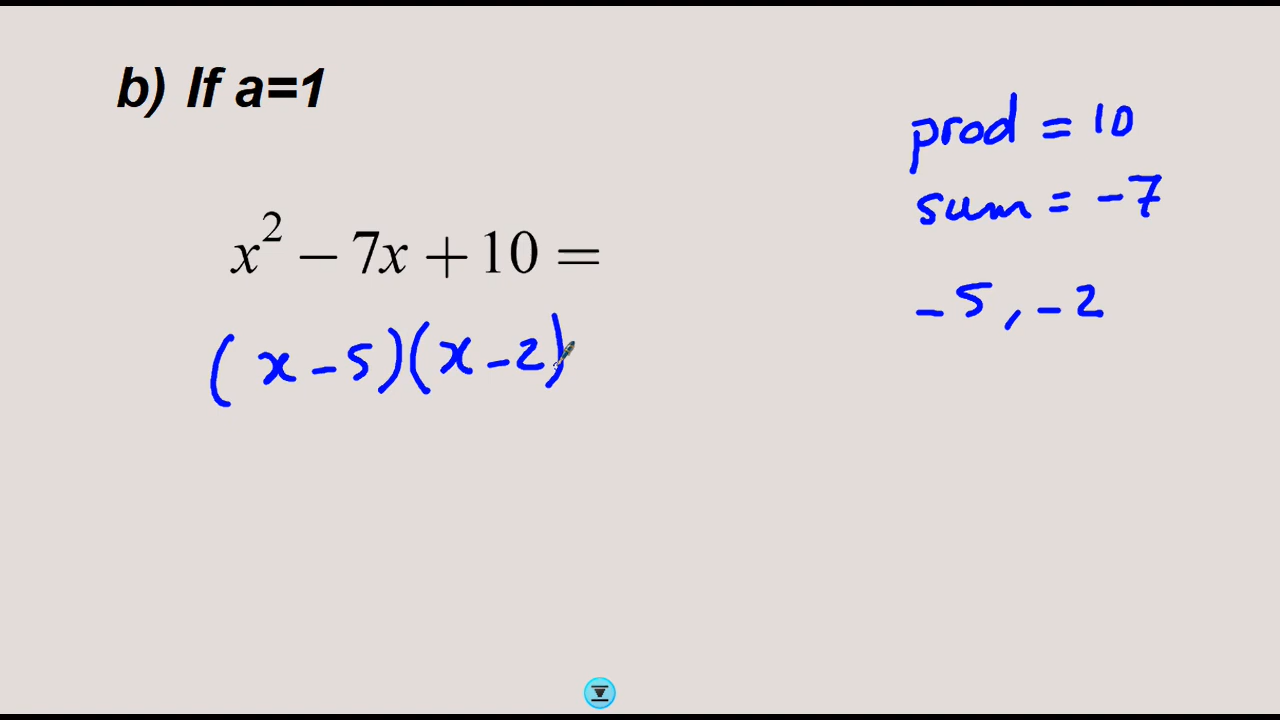 b) If a=1
x² − 7x + 10 =
(x − 5)(x − 2)
prod = 10
sum = −7
−5, −2